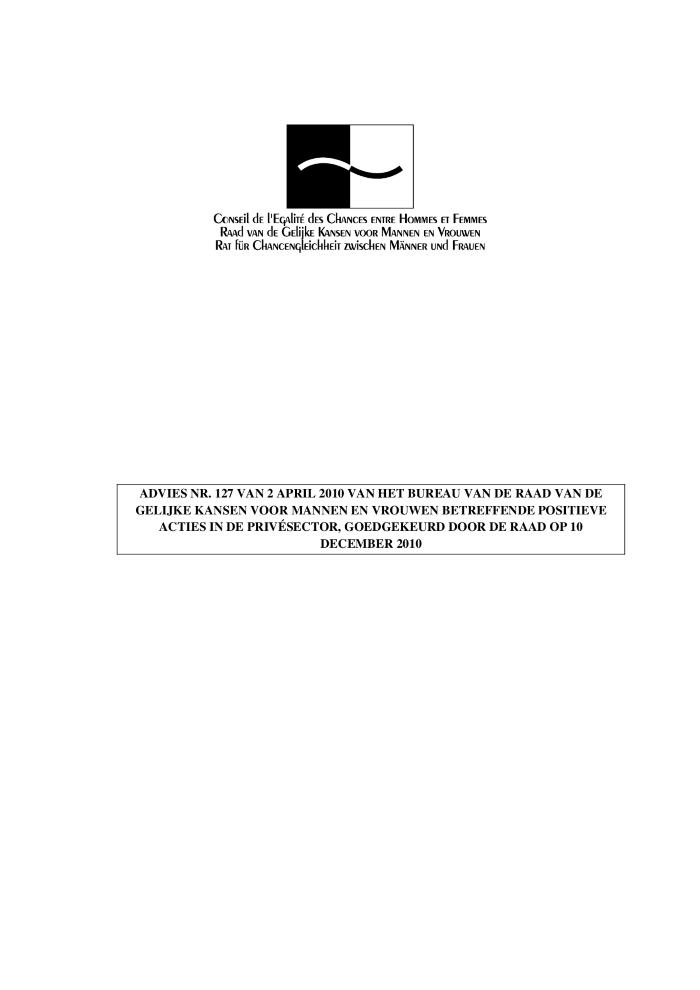 Conseil de l'Egalité des Chances entre Hommes et Femmes
Raad van de Gelijke Kansen voor Mannen en Vrouwen
Rat für Chancengleichheit zwischen Männer und Frauen
ADVIES NR. 127 VAN 2 APRIL 2010 VAN HET BUREAU VAN DE RAAD VAN DE
GELIJKE KANSEN VOOR MANNEN EN VROUWEN BETREFFENDE POSITIEVE
ACTIES IN DE PRIVÉSECTOR, GOEDGEKEURD DOOR DE RAAD OP 10
DECEMBER 2010